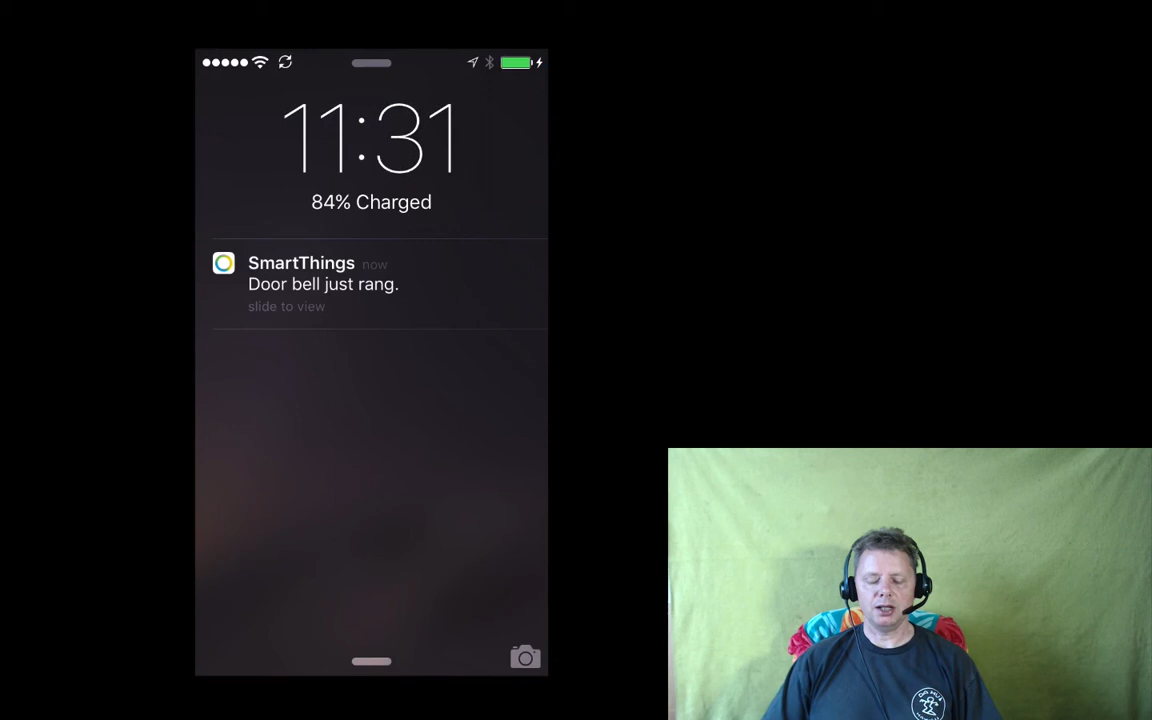 11:31
84% Charged
SmartThings now
Door bell just rang.
slide to view